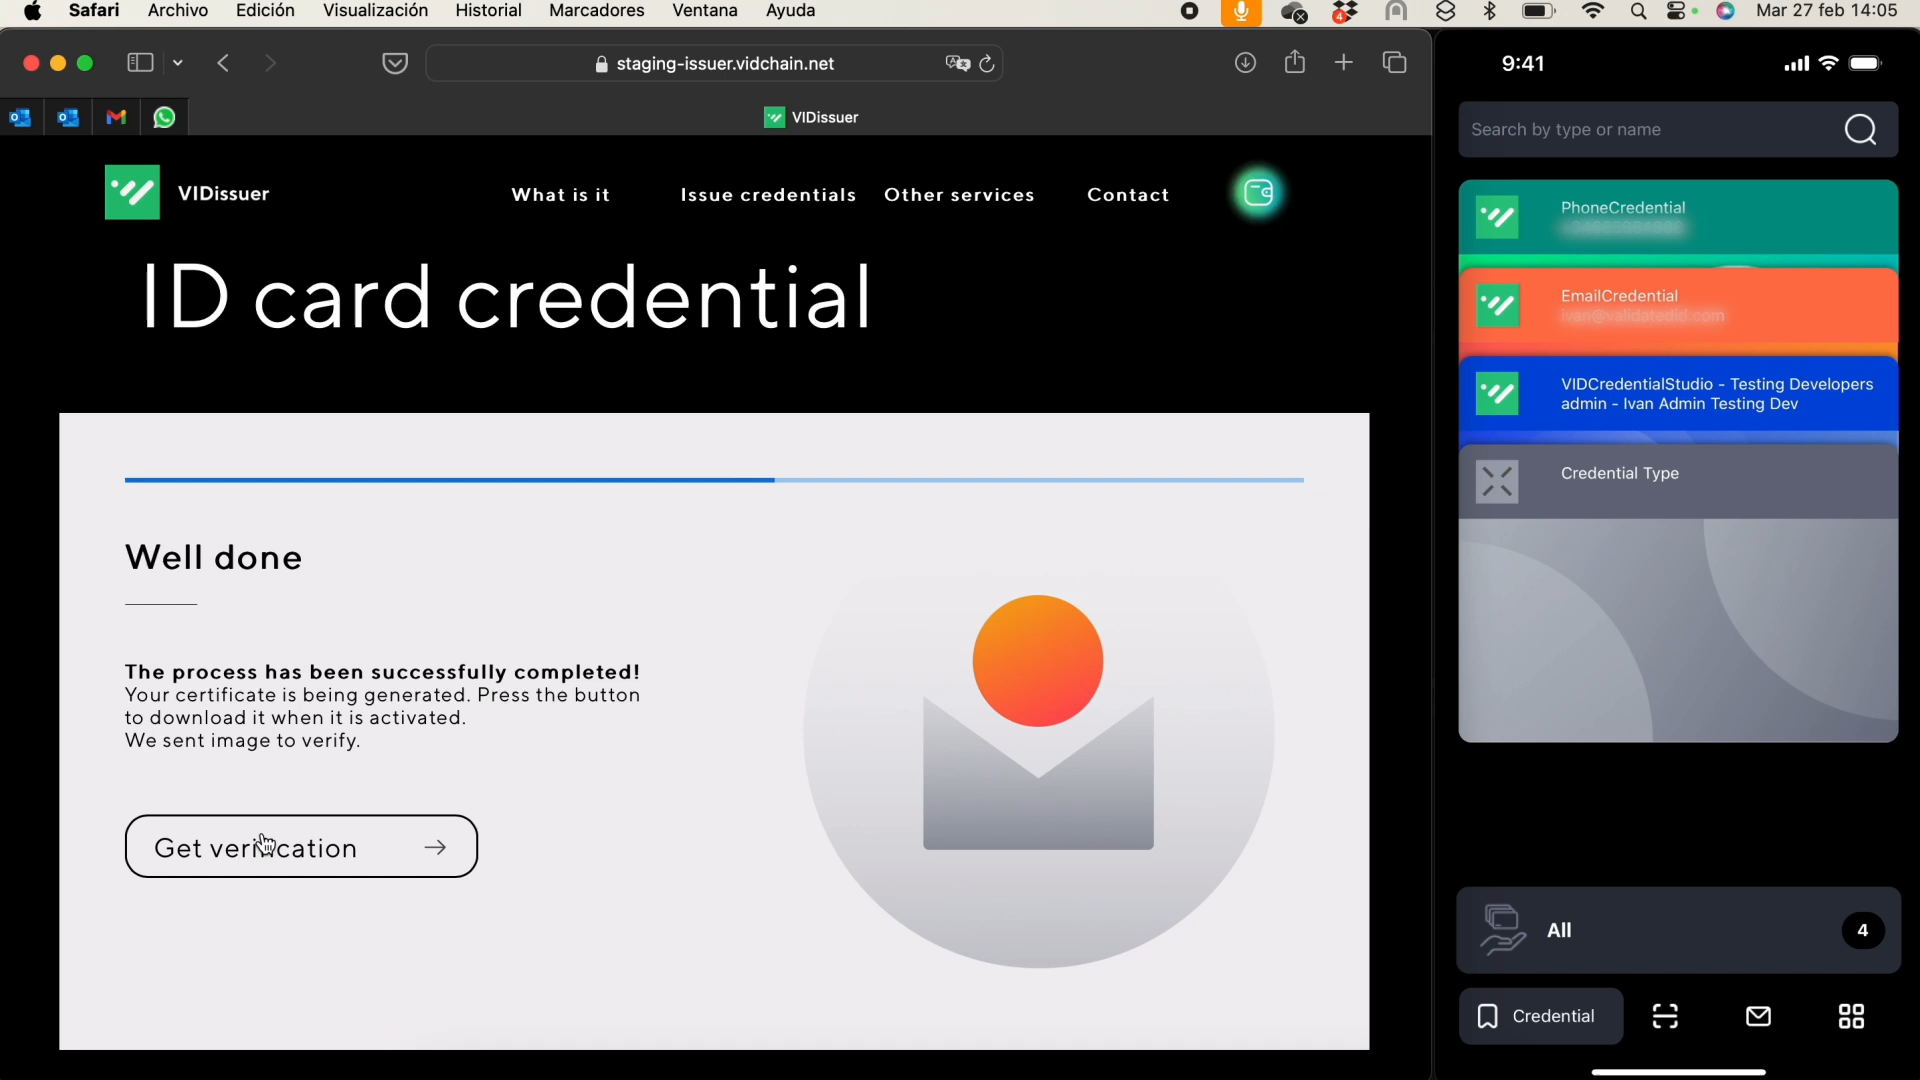 Safari Archivo Edición Visualización Historial Marcadores Ventana Ayuda
4
Mar 27 feb 14:05
staging-issuer.vidchain.net
VIDissuer
VIDissuer
What is it
Issue credentials
Other services
Contact
ID card credential
Well done
The process has been successfully completed!
Your certificate is being generated. Press the button
to download it when it is activated.
We sent image to verify.
Get verification
9:41
Search by type or name
PhoneCredential
EmailCredential
ivan@validatedid.com
VIDCredentialStudio - Testing Developers
admin - Ivan Admin Testing Dev
Credential Type
All
4
Credential